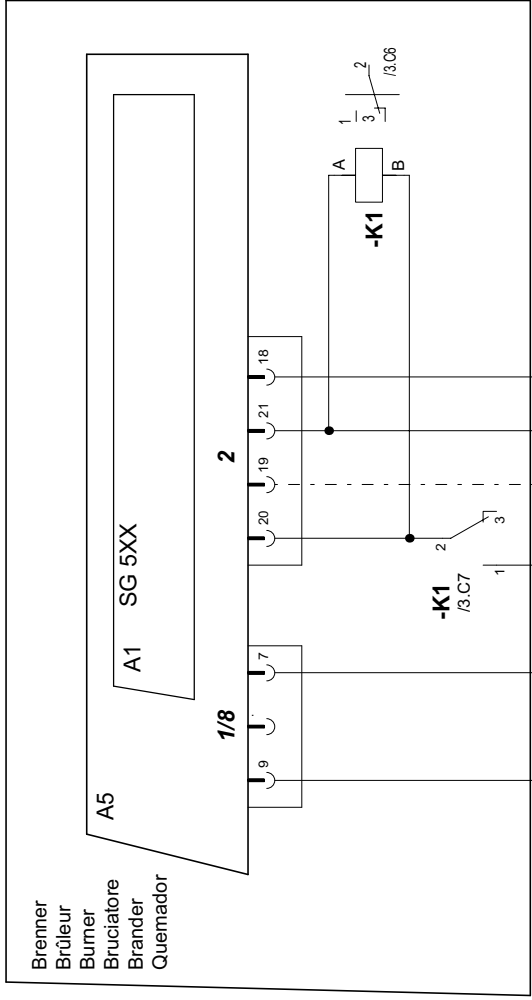 Brenner
Brûleur
Burner
Bruciatore
Brander
Quemador
A5
A1
SG 5XX
1/8
2
9
7
20
19
21
18
-K1
A
B
1
3
2
/3.C6
-K1
/3.C7
2
1
3